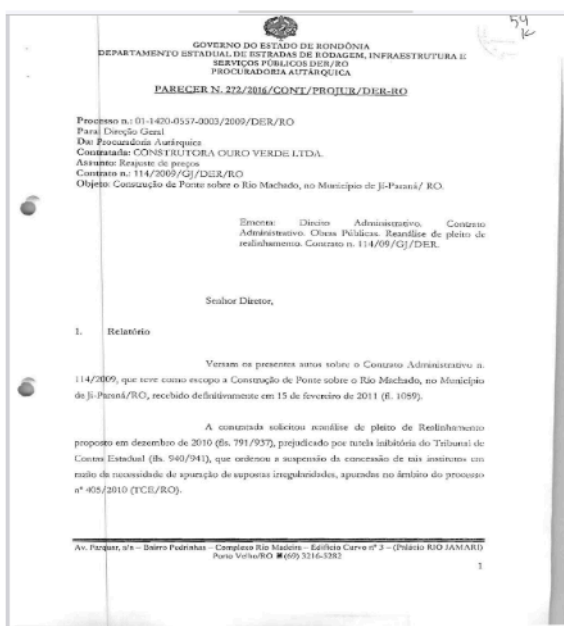 54
K
GOVERNO DO ESTADO DE RONDÔNIA
DEPARTAMENTO ESTADUAL DE ESTRADAS DE RODAGEM, INFRAESTRUTURA E
SERVIÇOS PÚBLICOS DER/RO
PROCURADORIA AUTÁRQUICA
PARECER N. 272/2016/CONT/PROJUR/DER-RO
Processo n.: 01-1420-0557-0003/2009/DER/RO
Para: Direção Geral
Da: Procuradoria Autárquica
Contratada: CONSTRUTORA OURO VERDE LTDA.
Assunto: Reajuste de preços
Contrato n.: 114/2009/GJ/DER/RO
Objeto: Construção de Ponte sobre o Rio Machado, no Município de Jí-Paraná/ RO.
Ementa: Direito Administrativo. Contrato
Administrativo. Obras Públicas. Reanálise de pleito de
realinhamento. Contrato n. 114/09/GJ/DER.
Senhor Diretor,
1. Relatório
Versam os presentes autos sobre o Contrato Administrativo n.
114/2009, que teve como escopo a Construção de Ponte sobre o Rio Machado, no Município
de Jí-Paraná/RO, recebido definitivamente em 15 de fevereiro de 2011 (fl. 1059).
A contratada solicitou reanálise de pleito de Realinhamento
proposto em dezembro de 2010 (fls. 791/937), prejudicado por tutela inibitória do Tribunal de
Contas Estadual (fls. 940/941), que ordenou a suspensão da concessão de tais institutos em
razão da necessidade de apuração de supostas irregularidades, apuradas no âmbito do processo
nº 405/2010 (TCE/RO).
Av. Farquar, s/n – Bairro Pedrinhas – Complexo Rio Madeira – Edifício Curvo nº 3 – (Palácio RIO JAMARI)
Porto Velho/RO (69) 3216-5282
1